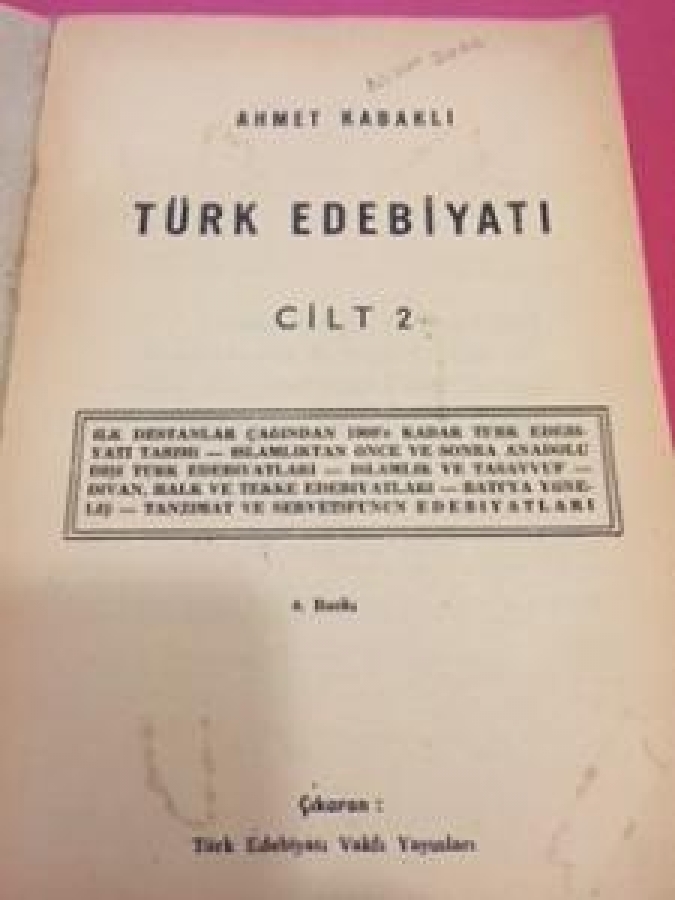 AHMET KABAKLI
TÜRK EDEBİYATI
CİLT 2
İLK DESTANLAR ÇAĞINDAN KADAR TÜRK EDEBİ-
YATI TARİHİ — İSLAMLIKTAN ÖNCE VE SONRA ANADOLU
DIŞI TÜRK EDEBİYATLARI — İSLAMLIK VE TASAVVUF —
DİVAN, HALK VE TEKKE EDEBİYATLARI — BATI'YA YÖNE-
LİŞ — TANZİMAT VE SERVETİFÜNUN EDEBİYATLARI
Baskı
Çıkaran :
Türk Edebiyatı Vakfı Yayınları